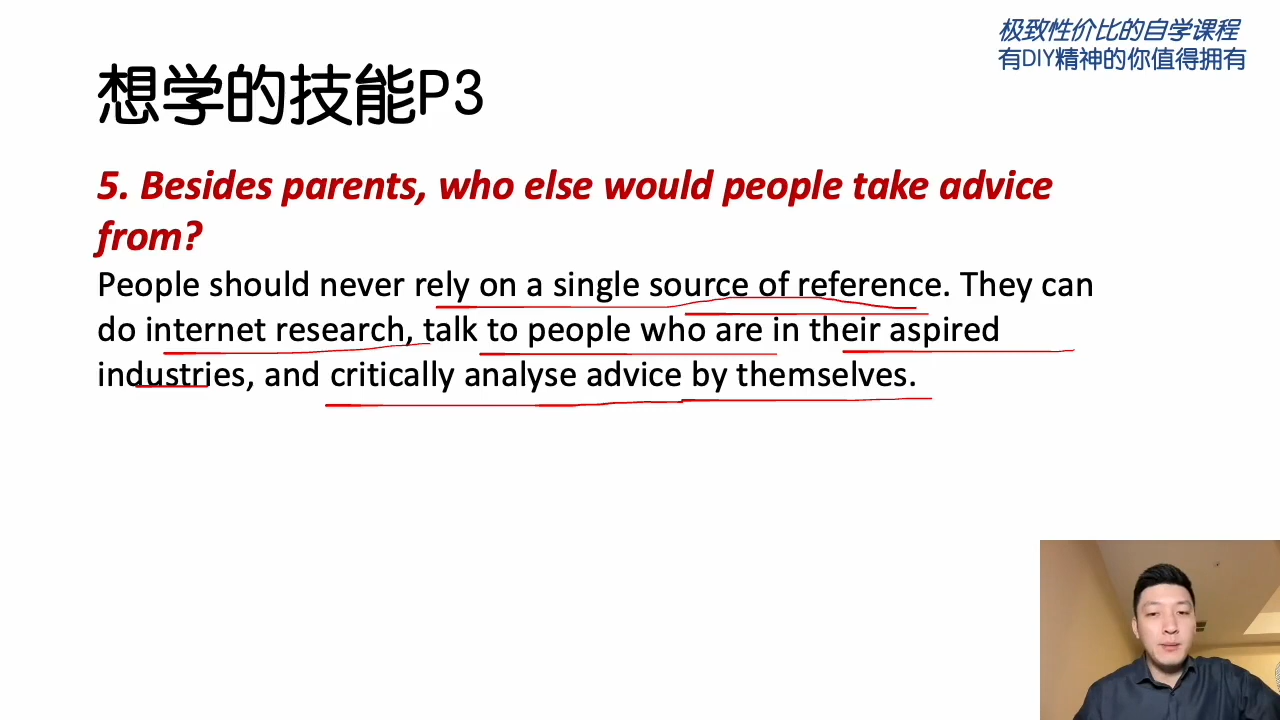 极致性价比的自学课程
有DIY精神的你值得拥有
想学的技能P3
5. Besides parents, who else would people take advice
from?
People should never rely on a single source of reference. They can
do internet research, talk to people who are in their aspired
industries, and critically analyse advice by themselves.